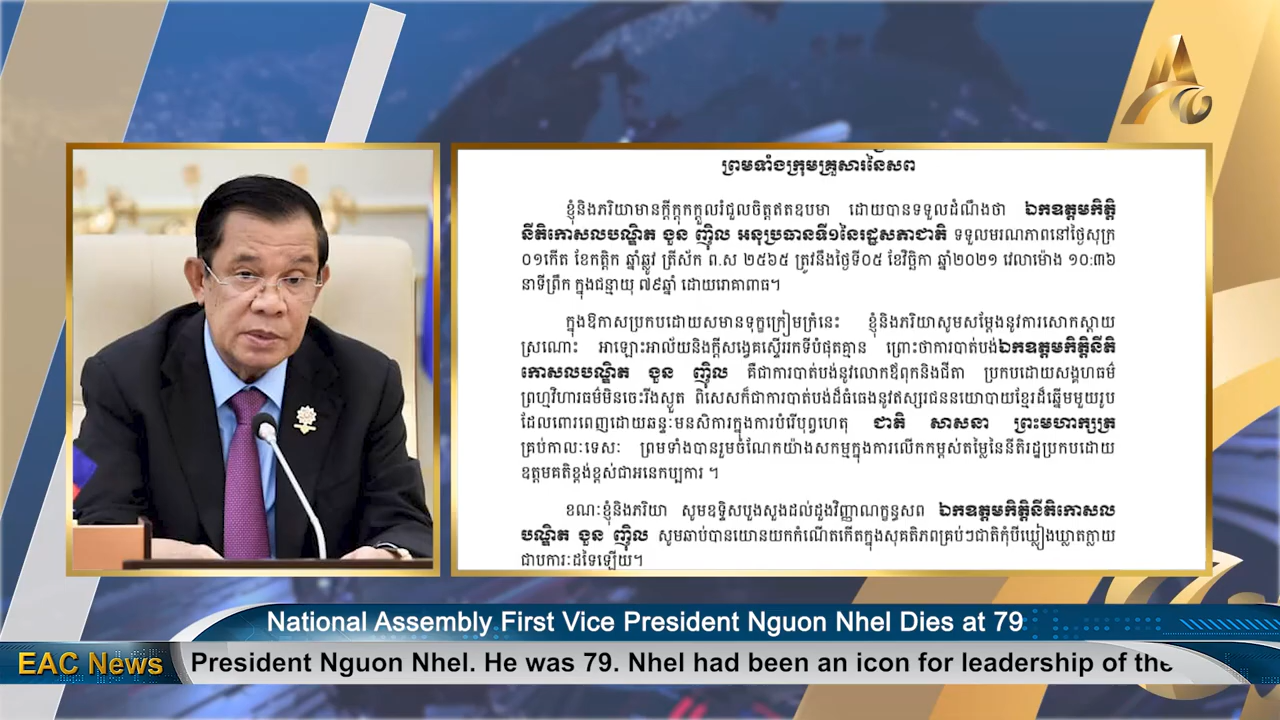 ព្រមទាំងក្រុមគ្រួសារនៃសព
ខ្ញុំនិងភរិយាមានក្តីក្តុកក្តួលរំជួលចិត្តឥតឧបមា ដោយបានទទួលដំណឹងថា ឯកឧត្តមកិត្តិ
នីតិកោសលបណ្ឌិត ងួន ញ៉ិល អនុប្រធានទី១នៃរដ្ឋសភាជាតិ ទទួលមរណភាពនៅថ្ងៃសុក្រ
០១កើត ខែកត្តិក ឆ្នាំឆ្លូវ ត្រីស័ក ព.ស ២៥៦៥ ត្រូវនឹងថ្ងៃទី០៥ ខែវិច្ឆិកា ឆ្នាំ២០២១ វេលាម៉ោង ១០:៣៦
នាទីព្រឹក ក្នុងជន្មាយុ ៧៩ឆ្នាំ ដោយរោគាពាធ។
ក្នុងឱកាសប្រកបដោយសមានទុក្ខក្រៀមក្រំនេះ ខ្ញុំនិងភរិយាសូមសម្តែងនូវការសោកស្តាយ
ស្រណោះ អាឡោះអាល័យនិងក្តីសង្វេគស្ទើររកទីបំផុតគ្មាន ព្រោះថាការបាត់បង់ឯកឧត្តមកិត្តិនីតិ
កោសលបណ្ឌិត ងួន ញ៉ិល គឺជាការបាត់បង់នូវលោកឪពុកនិងជីតា ប្រកបដោយសង្គហធម៌
ព្រហ្មវិហារធម៌មិនចេះរីងស្ងួត ពិសេសក៏ជាការបាត់បង់ដ៏ធំធេងនូវឥស្សរជននយោបាយខ្មែរដ៏ឆ្នើមមួយរូប
ដែលពោរពេញដោយឆន្ទៈមនសិការក្នុងការបំរើបុព្វហេតុ ជាតិ សាសនា ព្រះមហាក្សត្រ
គ្រប់កាលៈទេសៈ ព្រមទាំងបានរួមចំណែកយ៉ាងសកម្មក្នុងការលើកកម្ពស់តម្លៃនៃនីតិរដ្ឋប្រកបដោយ
ឧត្តមគតិខ្ពង់ខ្ពស់ជាអនេកប្បការ ។
ខណៈខ្ញុំនិងភរិយា សូមឧទ្ទិសបួងសួងដល់ដួងវិញ្ញាណក្ខន្ធសព ឯកឧត្តមកិត្តិនីតិកោសល
បណ្ឌិត ងួន ញ៉ិល សូមឆាប់បានយោនយកកំណើតកើតក្នុងសុគតិភពគ្រប់ៗជាតិកុំបីឃ្លៀងឃ្លាតក្លាយ
ជាបការៈដទៃឡើយ។
National Assembly First Vice President Nguon Nhel Dies at 79
EAC News President Nguon Nhel. He was 79. Nhel had been an icon for leadership of the